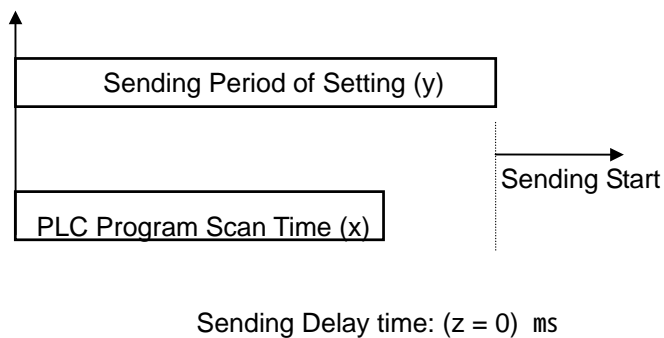 Sending Period of Setting (y)
Sending Start
PLC Program Scan Time (x)
Sending Delay time: (z = 0) ms